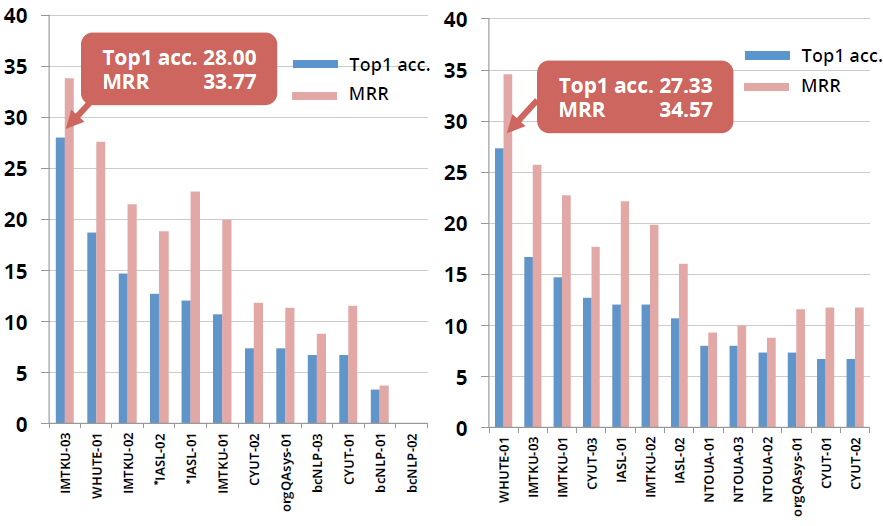 40
35
30
25
20
15
10
5
0
Top1 acc. 28.00
MRR 33.77
Top1 acc.
MRR
IMTKU-03
WHUTE-01
IMTKU-02
*IASL-02
*IASL-01
IMTKU-01
CYUT-02
orgQAsys-01
bcNLP-03
CYUT-01
bcNLP-01
bcNLP-02
40
35
30
25
20
15
10
5
0
Top1 acc. 27.33
MRR 34.57
Top1 acc.
MRR
WHUTE-01
IMTKU-03
IMTKU-01
CYUT-03
IASL-01
IMTKU-02
IASL-02
NTOUA-01
NTOUA-03
NTOUA-02
orgQAsys-01
CYUT-01
CYUT-02